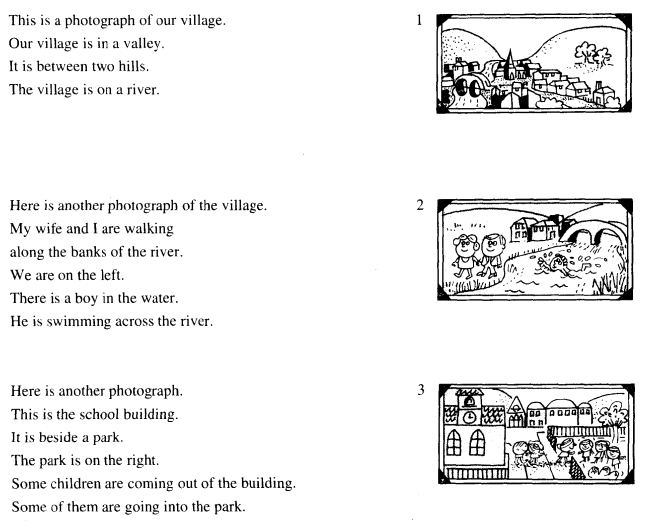 This is a photograph of our village.
1
Our village is in a valley.
It is between two hills.
The village is on a river.
Here is another photograph of the village.
2
My wife and I are walking
along the banks of the river.
We are on the left.
There is a boy in the water.
He is swimming across the river.
Here is another photograph.
3
This is the school building.
It is beside a park.
The park is on the right.
Some children are coming out of the building.
Some of them are going into the park.